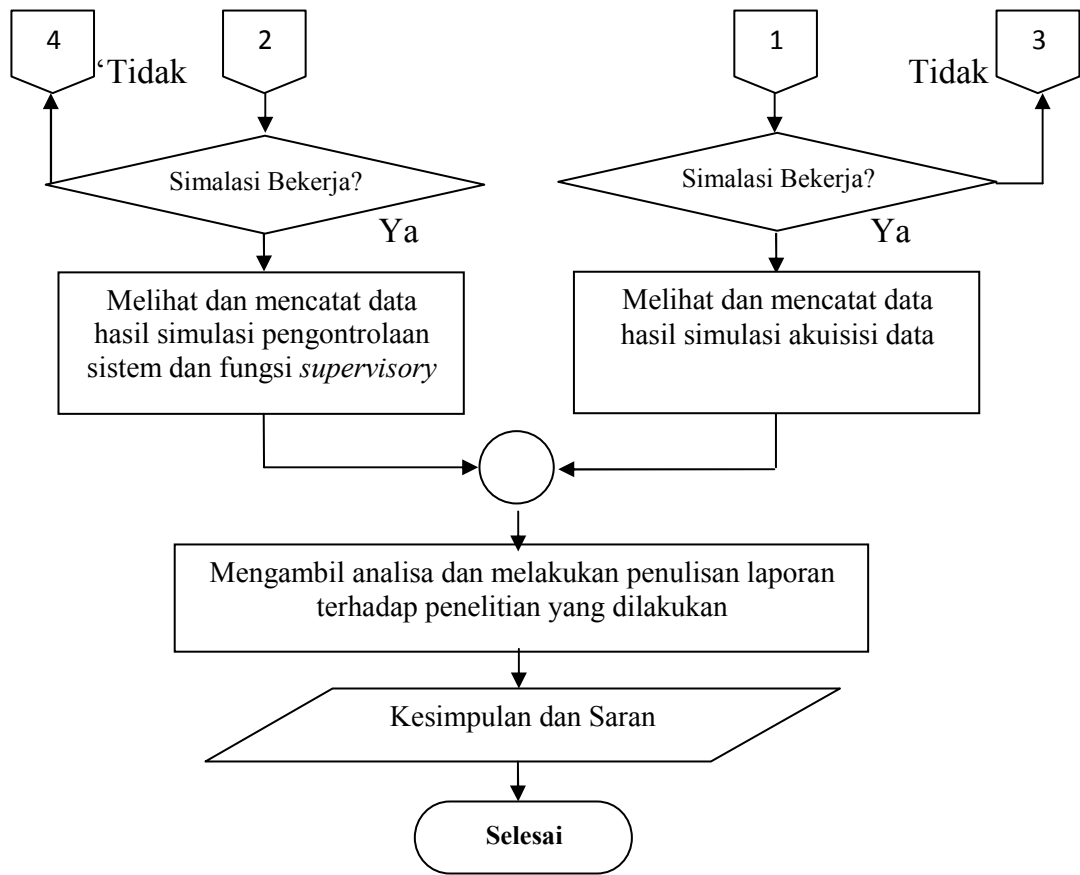 4
‘Tidak
2
1
Tidak
3
Simalasi Bekerja?
Simalasi Bekerja?
Ya
Ya
Melihat dan mencatat data
hasil simulasi pengontrolaan
sistem dan fungsi supervisory
Melihat dan mencatat data
hasil simulasi akuisisi data
Mengambil analisa dan melakukan penulisan laporan
terhadap penelitian yang dilakukan
Kesimpulan dan Saran
Selesai